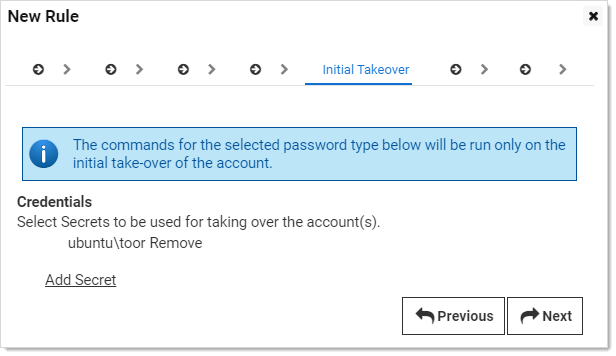 New Rule
Initial Takeover
The commands for the selected password type below will be run only on the
initial take-over of the account.
Credentials
Select Secrets to be used for taking over the account(s).
ubuntu\toor Remove
Add Secret
Previous
Next